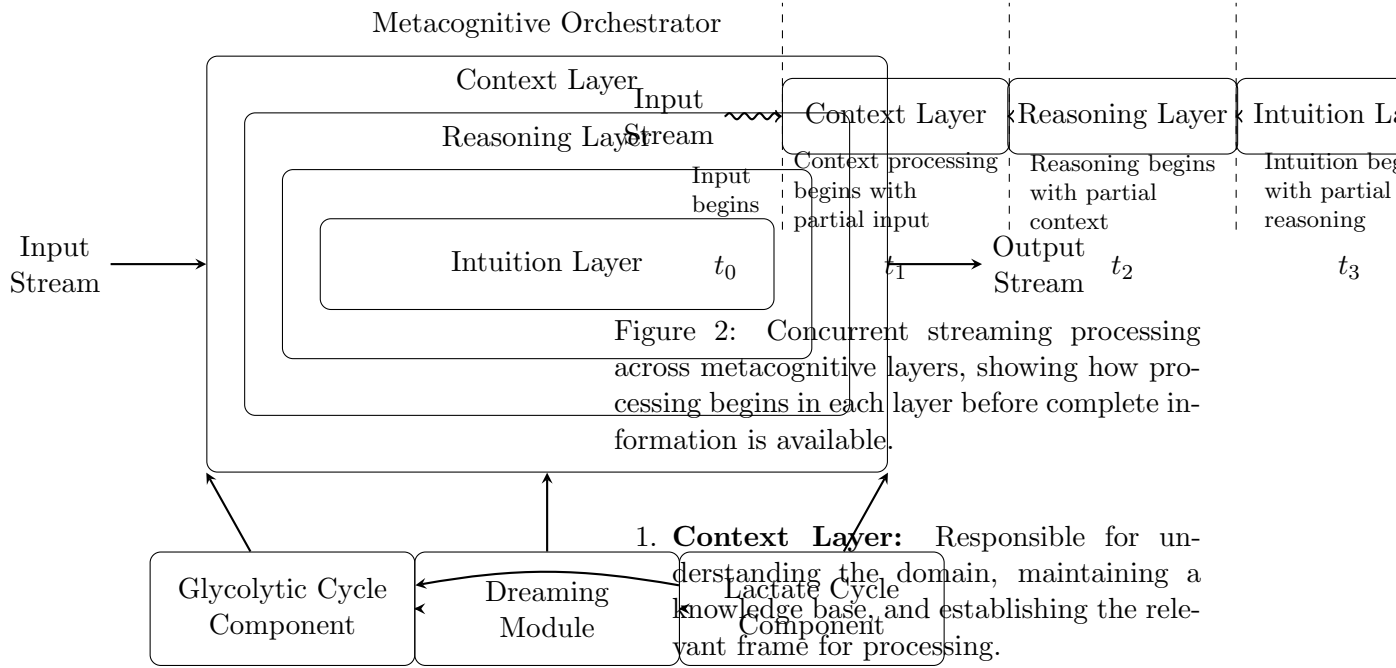 Metacognitive Orchestrator
Context Layer
Reasoning Layer
Intuition Layer
Input
Stream
Output
Stream
Glycolytic Cycle
Component
Dreaming
Module
Lactate Cycle
Component
Input
Stream
Context Layer
Reasoning Layer
Intuition La
Input
begins
Context processing
begins with
partial input
Reasoning begins
with partial
context
Intuition beg
with partial
reasoning
t0
t1
t2
t3
Figure 2: Concurrent streaming processing
across metacognitive layers, showing how pro-
cessing begins in each layer before complete in-
formation is available.
1. Context Layer: Responsible for un-
derstanding the domain, maintaining a
knowledge base, and establishing the rele-
vant frame for processing.